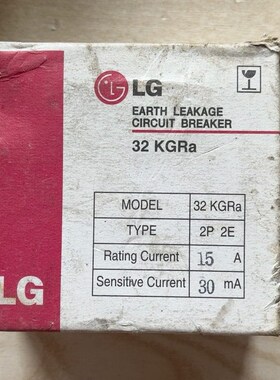 LG
EARTH LEAKAGE
CIRCUIT BREAKER
32 KGRa
MODEL 32 KGRa
TYPE 2P 2E
Rating Current 15 A
Sensitive Current 30 mA
LG